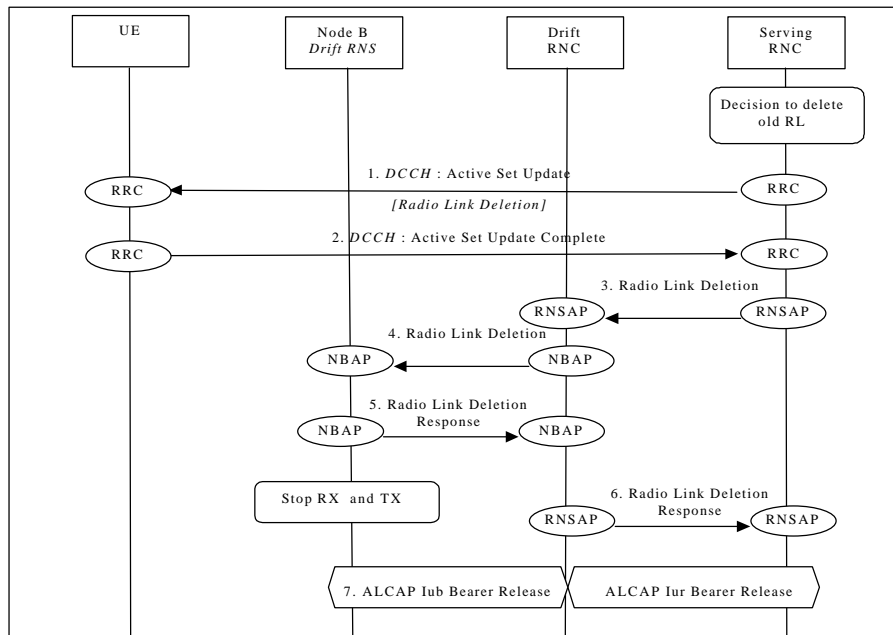 UE
Node B
Drift RNS
Drift
RNC
Serving
RNC
Decision to delete
old RL
1. DCCH : Active Set Update
RRC
RRC
[Radio Link Deletion]
2. DCCH : Active Set Update Complete
RRC
RRC
3. Radio Link Deletion
RNSAP
RNSAP
4. Radio Link Deletion
NBAP
NBAP
5. Radio Link Deletion
Response
NBAP
NBAP
Stop RX and TX
6. Radio Link Deletion
Response
RNSAP
RNSAP
7. ALCAP Iub Bearer Release
ALCAP Iur Bearer Release